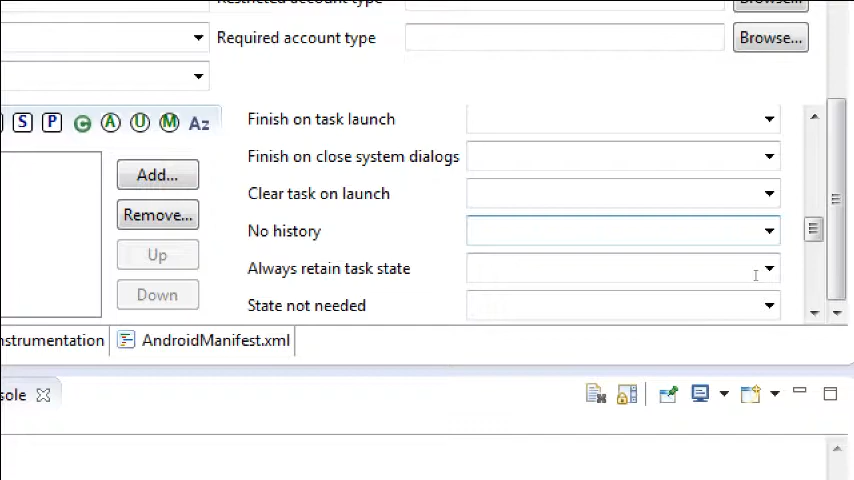 Restricted account type
Browse...
Required account type
Browse...
S P C A U M Az
Finish on task launch
Finish on close system dialogs
Add...
Clear task on launch
Remove...
No history
Up
Always retain task state
Down
State not needed
nstrumentation
AndroidManifest.xml
sole